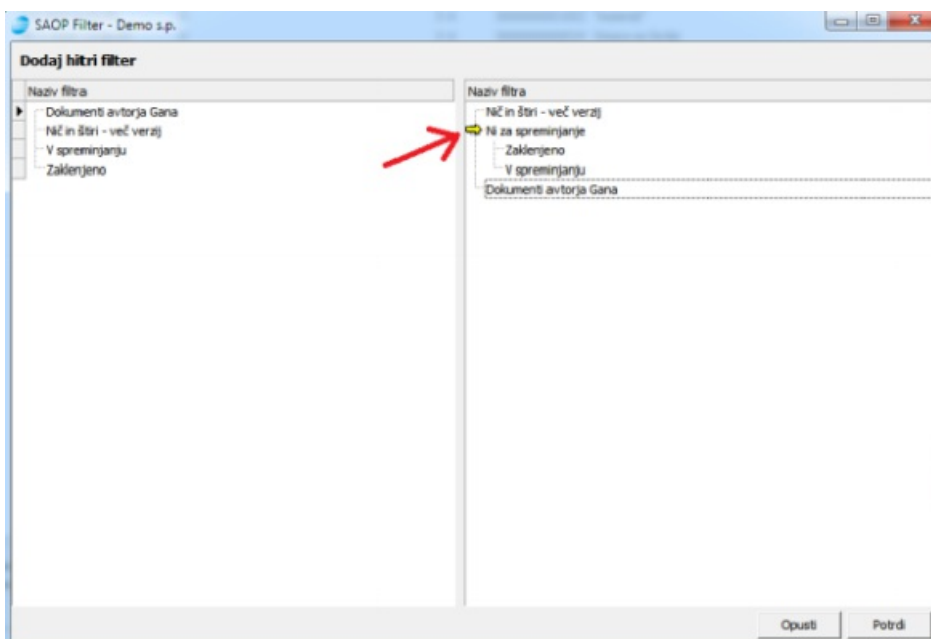 SAOP Filter - Demo s.p.
Dodaj hitri filter
Naziv filtra
Dokumenti avtorja Gana
Nič in štiri - več verzij
V spreminjanju
Zaklenjeno
Naziv filtra
Nič in štiri - več verzij
Ni za spreminjanje
Zaklenjeno
V spreminjanju
Dokumenti avtorja Gana
Opusti
Potrdi